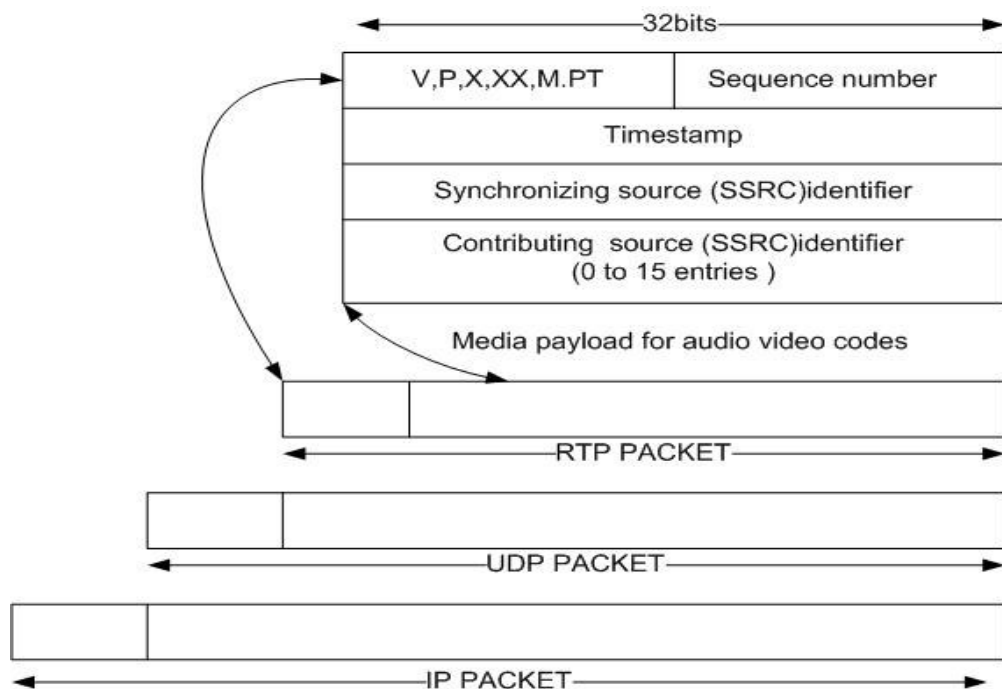 32bits
V,P,X,XX,M.PT
Sequence number
Timestamp
Synchronizing source (SSRC)identifier
Contributing source (SSRC)identifier
(0 to 15 entries )
Media payload for audio video codes
RTP PACKET
UDP PACKET
IP PACKET